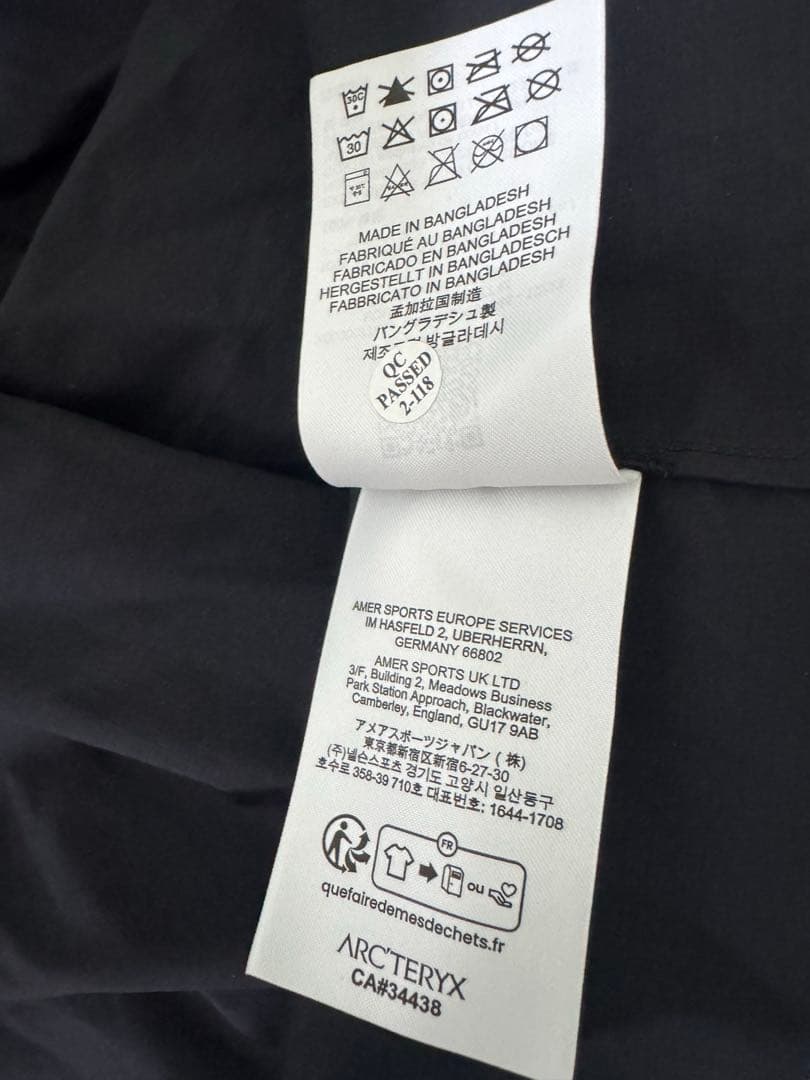 30C
30
MADE IN BANGLADESH
FABRIQUÉ AU BANGLADESH
FABRICADO EN BANGLADESH
HERGESTELLT IN BANGLADESCH
FABBRICATO IN BANGLADESH
孟加拉国制造
バングラデシュ製
방글라데시
QC
PASSED
2-118
AMER SPORTS EUROPE SERVICES
IM HASFELD 2, UBERHERRN,
GERMANY 66802
AMER SPORTS UK LTD
3/F, Building 2, Meadows Business
Park Station Approach, Blackwater,
Camberley, England, GU17 9AB
アメアスポーツジャパン (株)
東京都新宿区新宿6-27-30
(주)넬슨스포츠 경기도 고양시 일산동구
호수로 358-39 710호 대표번호: 1644-1708
FR
ou
quefairedemesdechets.fr
ARC'TERYX
CA#34438